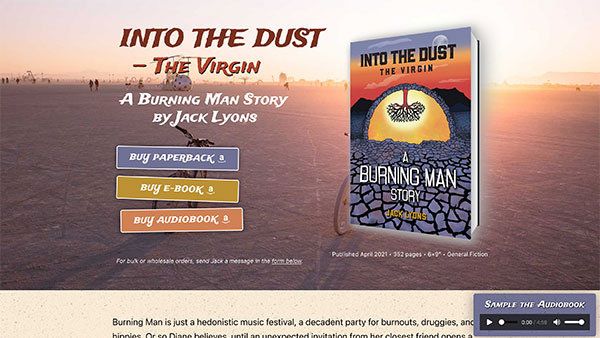 INTO THE DUST
– THE VIRGIN
A BURNING MAN STORY
BY JACK LYONS
BUY PAPERBACK a
BUY E-BOOK a
BUY AUDIOBOOK a
For bulk or wholesale orders, send Jack a message in the form below.
INTO THE DUST
THE VIRGIN
A
BURNING MAN
STORY
JACK LYONS
Published April 2021 • 352 pages • 6×9" • General Fiction
SAMPLE THE AUDIOBOOK
0:00 / 4:58
Burning Man is just a hedonistic music festival, a decadent party for burnouts, druggies, and
hippies. Or so Diane believes, until an unexpected invitation from her closest friend opens a